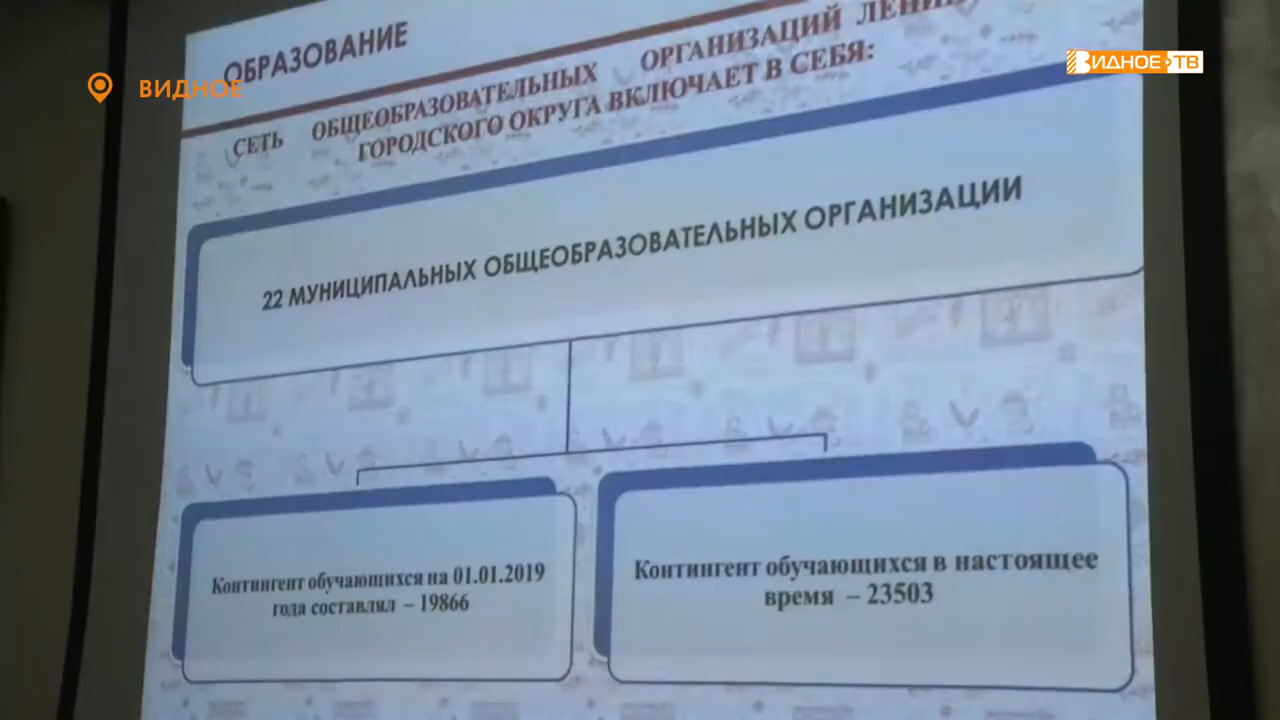 ОБРАЗОВАНИЕ
ВИДНОЕ
ВИДНОЕ ТВ
СЕТЬ ОБЩЕОБРАЗОВАТЕЛЬНЫХ ОРГАНИЗАЦИЙ
ГОРОДСКОГО ОКРУГА ВКЛЮЧАЕТ В СЕБЯ:
22 МУНИЦИПАЛЬНЫХ ОБЩЕОБРАЗОВАТЕЛЬНЫХ ОРГАНИЗАЦИИ
Контингент обучающихся на 01.01.2019
года составлял – 19866
Контингент обучающихся в настоящее
время – 23503